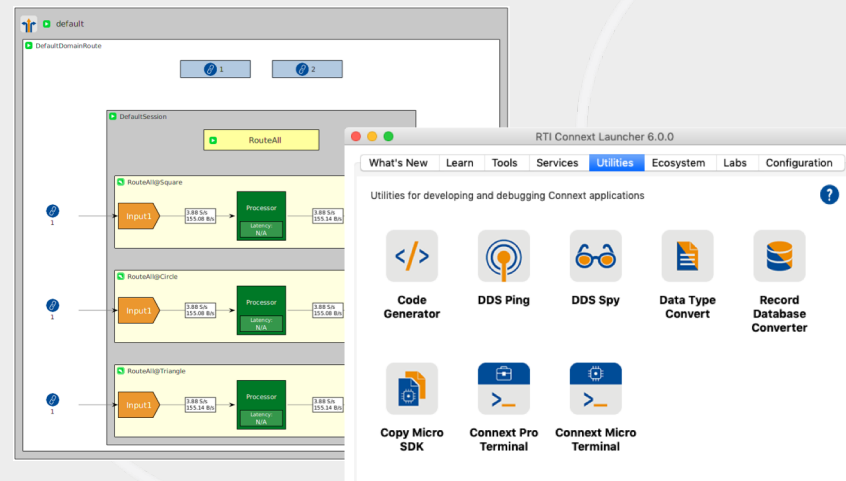 default
DefaultDomainRoute
1
2
DefaultSession
RouteAll
RouteAll@Square
1
Input1
3.88 S/s
155.08 B/s
Processor
Latency:
N/A
3.88 S/s
155.14 B/s
RouteAll@Circle
1
Input1
3.88 S/s
155.08 B/s
Processor
Latency:
N/A
3.88 S/s
155.08 B/s
RouteAll@Triangle
1
Input1
3.88 S/s
155.14 B/s
Processor
Latency:
N/A
3.88 S/s
155.14 B/s
RTI Connext Launcher 6.0.0
What's New Learn Tools Services Utilities Ecosystem Labs Configuration
Utilities for developing and debugging Connext applications
?
Code
Generator
DDS Ping
DDS Spy
Data Type
Convert
Record
Database
Converter
Copy Micro
SDK
Connext Pro
Terminal
Connext Micro
Terminal